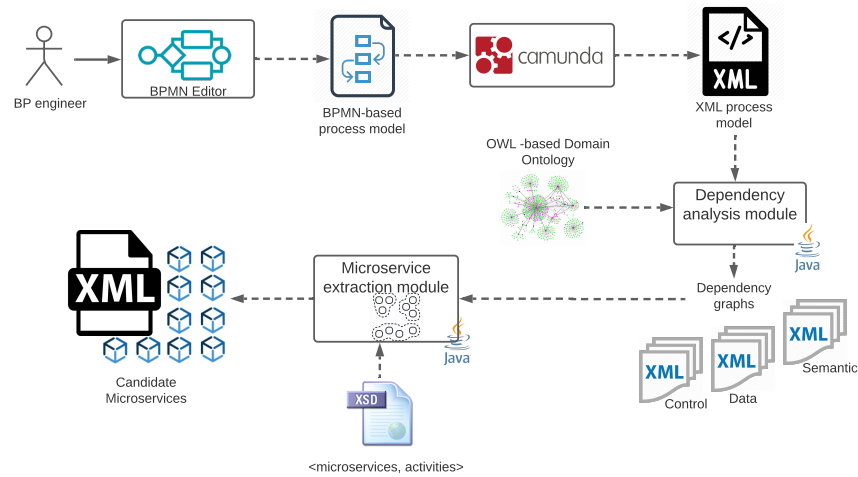 BP engineer
BPMN Editor
BPMN-based
process model
camunda
XML
XML process
model
OWL -based Domain
Ontology
Dependency
analysis module
Java
Dependency
graphs
XML
Control
XML
Data
XML
Semantic
Microservice
extraction module
Java
XSD
<microservices, activities>
XML
Candidate
Microservices